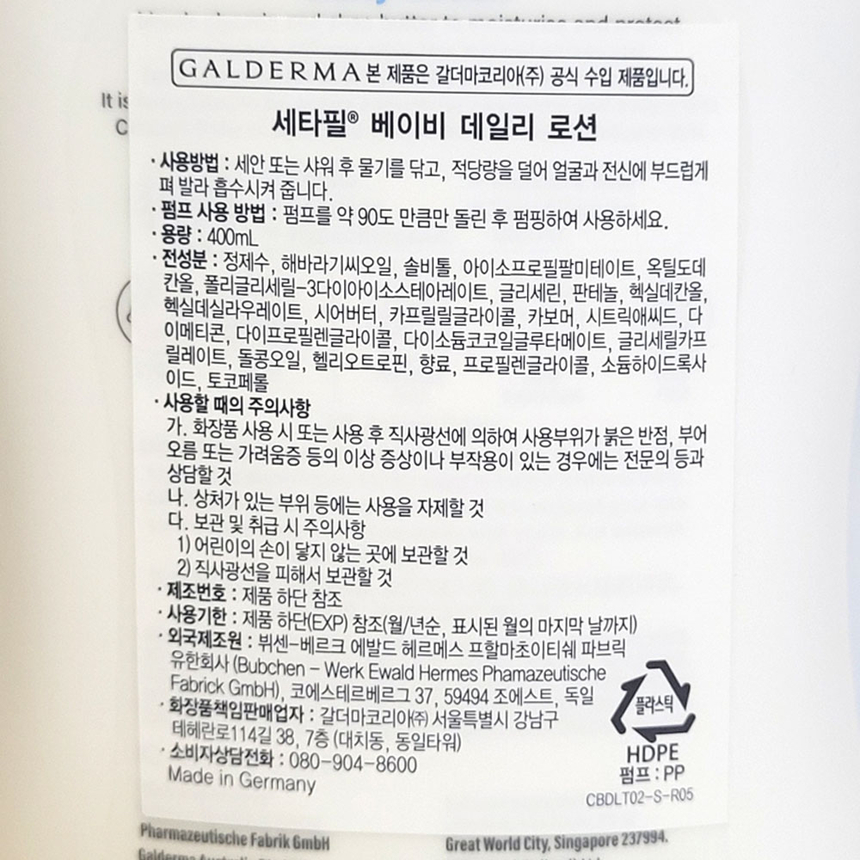 GALDERMA 본 제품은 갈더마코리아(주) 공식 수입 제품입니다.
It is
세타필® 베이비 데일리 로션
· 사용방법 : 세안 또는 샤워 후 물기를 닦고, 적당량을 덜어 얼굴과 전신에 부드럽게
펴 발라 흡수시켜 줍니다.
· 펌프 사용 방법 : 펌프를 약 90도 만큼만 돌린 후 펌핑하여 사용하세요.
· 용량 : 400mL
· 전성분 : 정제수, 해바라기씨오일, 솔비톨, 아이소프로필팔미테이트, 옥틸도데
칸올, 폴리글리세릴-3다이아이소스테아레이트, 글리세린, 판테놀, 헥실데칸올,
헥실데실라우레이트, 시어버터, 카프릴릴글라이콜, 카보머, 시트릭애씨드, 다
이메티콘, 다이프로필렌글라이콜, 다이소듐코코일글루타메이트, 글리세릴카프
릴레이트, 돌콩오일, 헬리오트로핀, 향료, 프로필렌글라이콜, 소듐하이드록사
이드, 토코페롤
· 사용할 때의 주의사항
가. 화장품 사용 시 또는 사용 후 직사광선에 의하여 사용부위가 붉은 반점, 부어
오름 또는 가려움증 등의 이상 증상이나 부작용이 있는 경우에는 전문의 등과
상담할 것
나. 상처가 있는 부위 등에는 사용을 자제할 것
다. 보관 및 취급 시 주의사항
1) 어린이의 손이 닿지 않는 곳에 보관할 것
2) 직사광선을 피해서 보관할 것
· 제조번호 : 제품 하단 참조
· 사용기한 : 제품 하단(EXP) 참조(월/년순, 표시된 월의 마지막 날까지)
· 외국제조원 : 뷔센-베르크 에발드 헤르메스 프할마초이티쉐 파브릭
유한회사 (Bubchen - Werk Ewald Hermes Phamazeutische
Fabrick GmbH), 코에스테르베르그 37, 59494 조에스트, 독일
· 화장품책임판매업자 : 갈더마코리아㈜ 서울특별시 강남구
테헤란로114길 38, 7층 (대치동, 동일타워)
· 소비자상담전화 : 080-904-8600
Made in Germany
플라스틱
HDPE
펌프 : PP
CBDLT02-S-R05
Pharmazeutische Fabrik GmbH
Great World City, Singapore 237994.